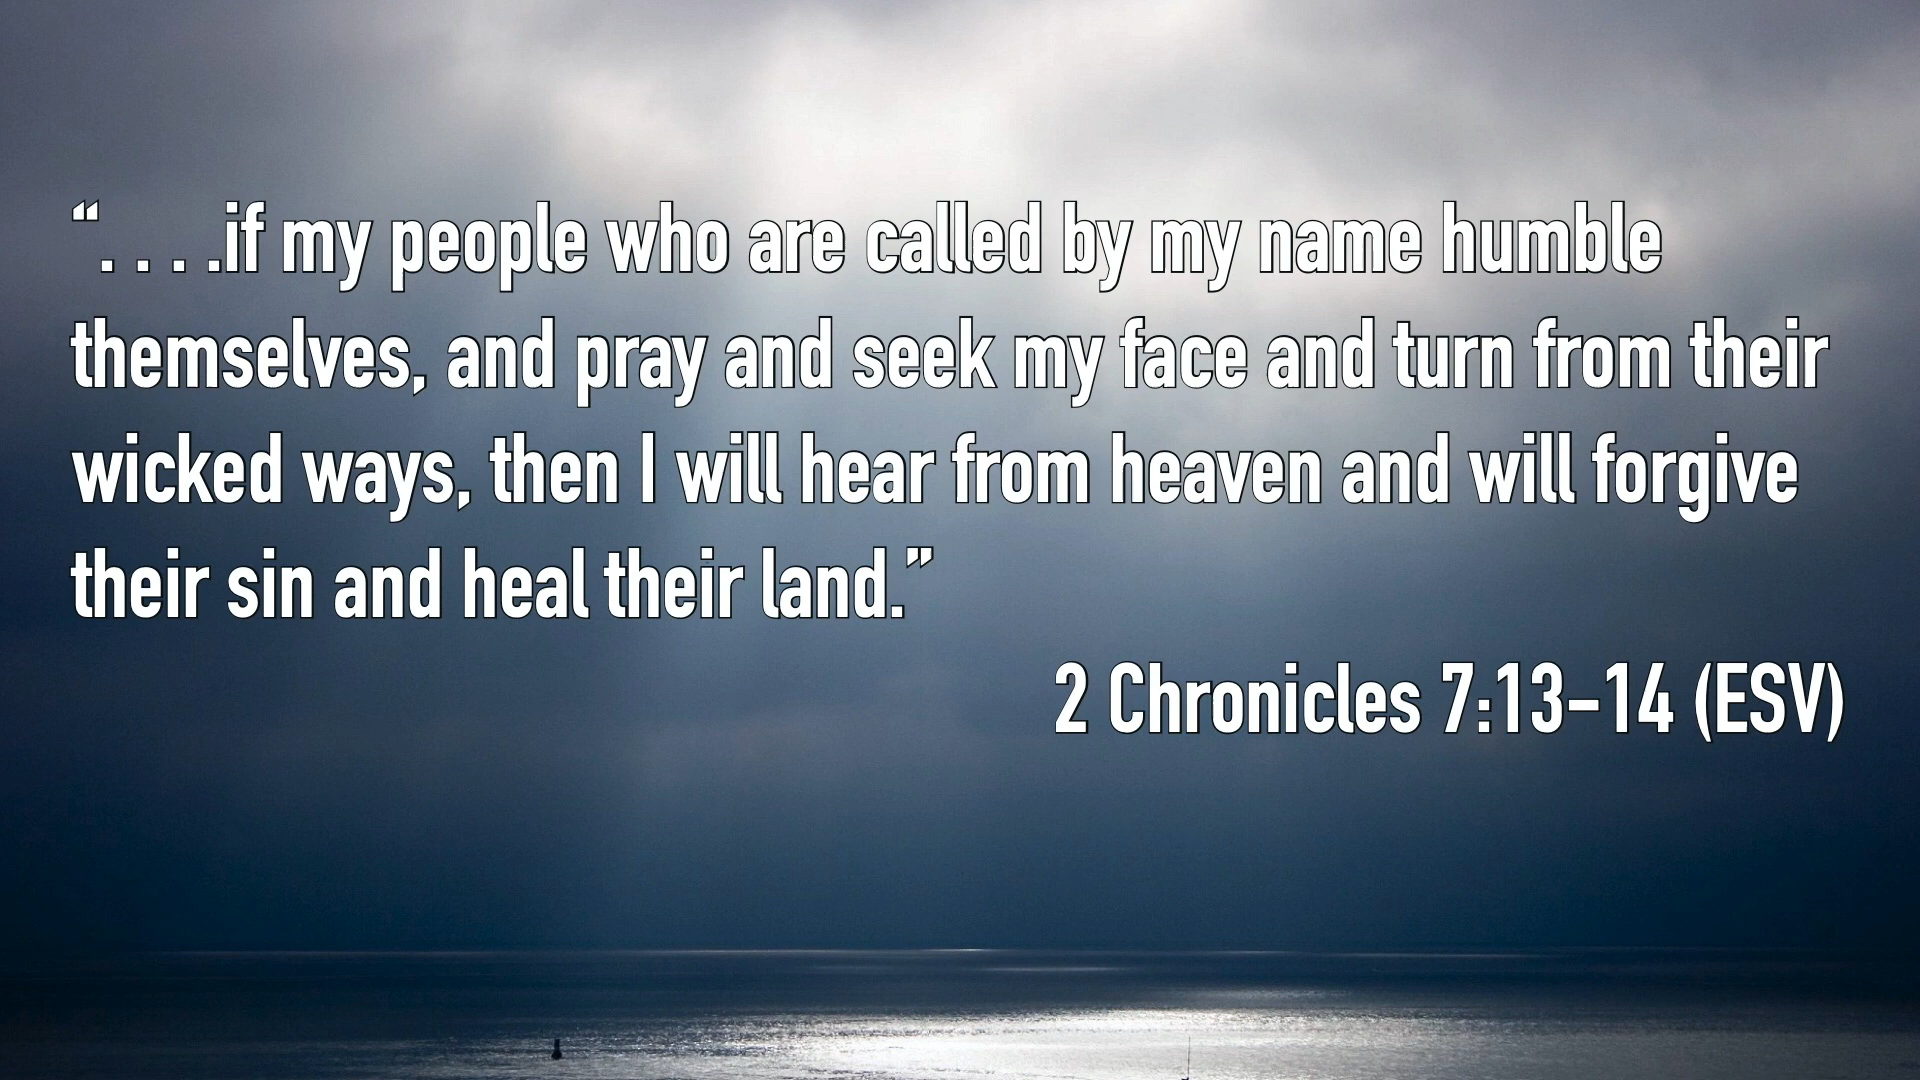 “. . . .if my people who are called by my name humble
themselves, and pray and seek my face and turn from their
wicked ways, then I will hear from heaven and will forgive
their sin and heal their land.”
2 Chronicles 7:13–14 (ESV)